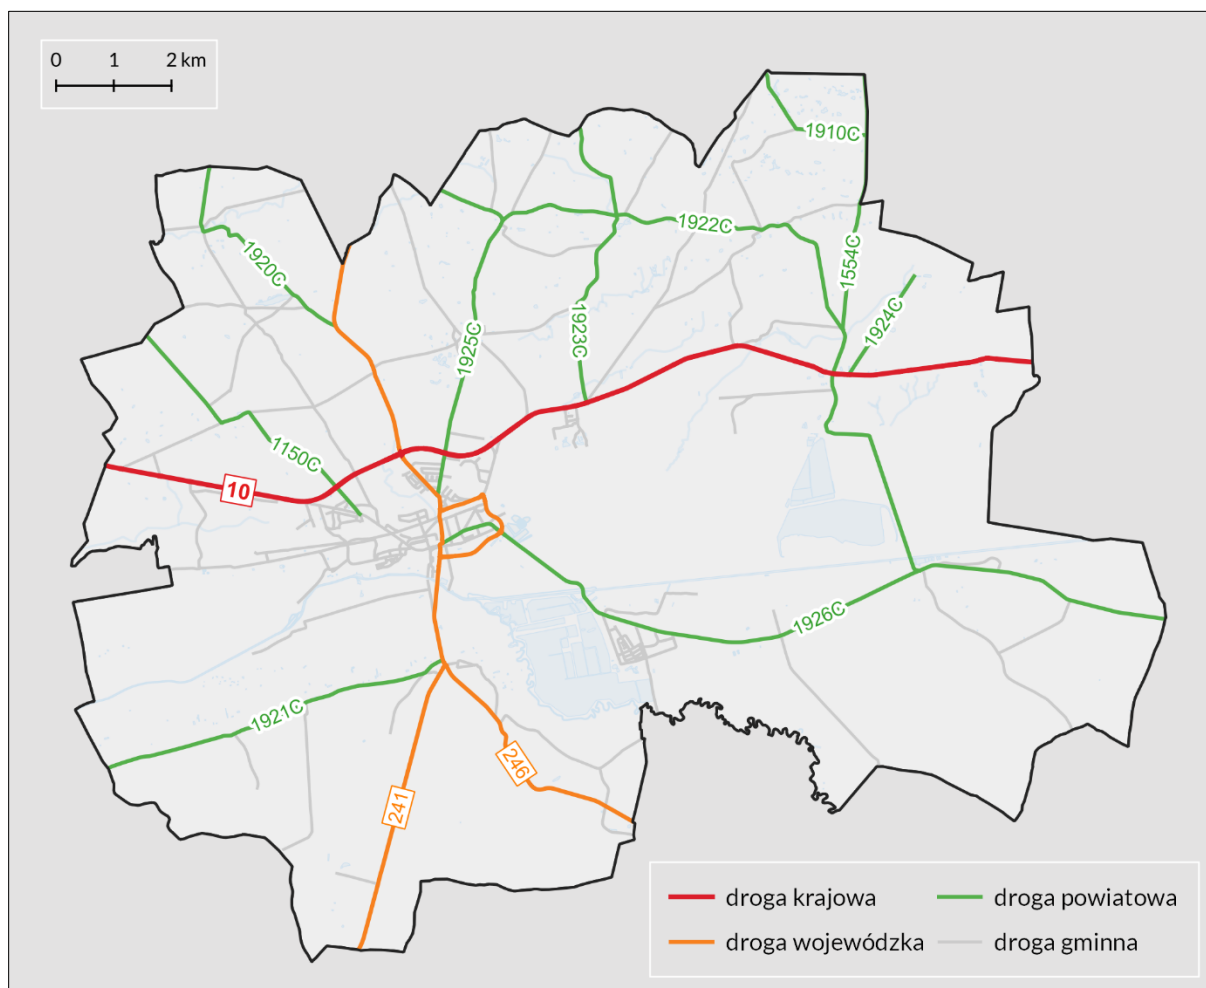 0 1 2 km
1910C
1922C
1920C
1554C
1924C
1925C
1923C
1150C
10
1926C
1921C
246
241
droga krajowa
droga powiatowa
droga wojewódzka
droga gminna